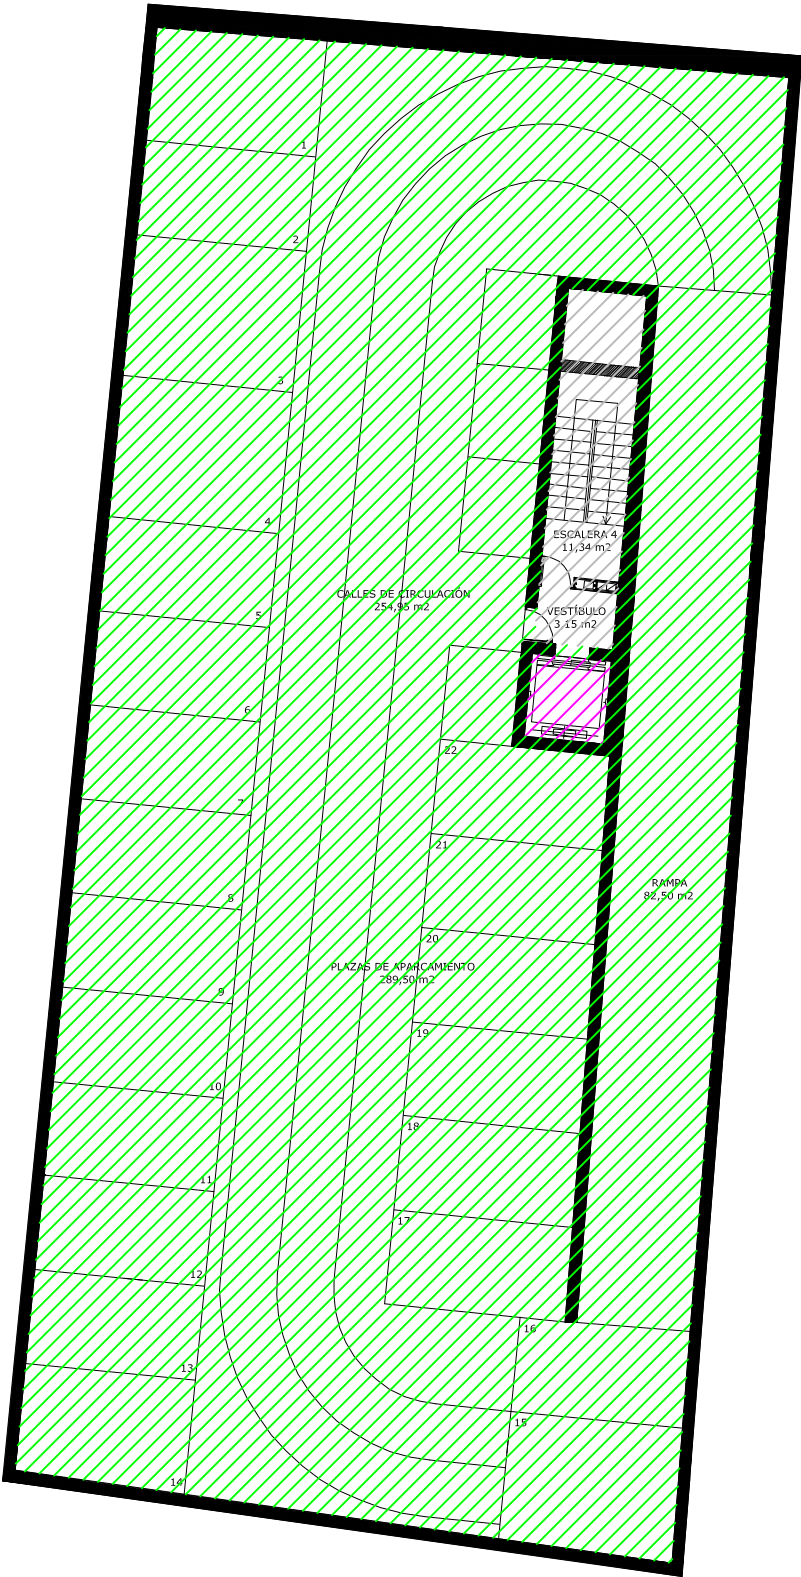 1
2
3
4
ESCALERA 4
11,34 m2
CALLES DE CIRCULACIÓN
254,95 m2
VESTÍBULO
3.15 m2
5
6
22
7
21
RAMPA
82,50 m2
8
20
PLAZAS DE APARCAMIENTO
289,50 m2
9
19
10
18
11
17
12
16
13
15
14